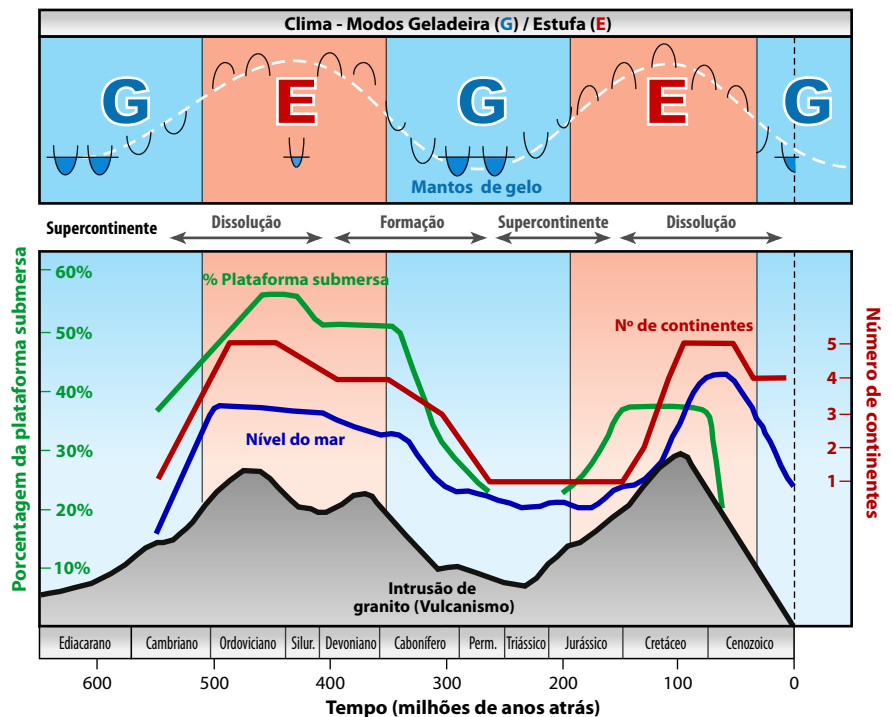 Clima - Modos Geladeira (G) / Estufa (E)
G
E
G
E
G
Mantos de gelo
Supercontinente
Dissolução
Formação
Supercontinente
Dissolução
Porcentagem da plataforma submersa
60%
50%
40%
30%
20%
10%
% Plataforma submersa
Nº de continentes
Nível do mar
Intrusão de
granito (Vulcanismo)
5
4
3
2
1
Número de continentes
Ediacarano
Cambriano
Ordoviciano
Silur.
Devoniano
Cabonífero
Perm.
Triássico
Jurássico
Cretáceo
Cenozoico
600
500
400
300
200
100
0
Tempo (milhões de anos atrás)